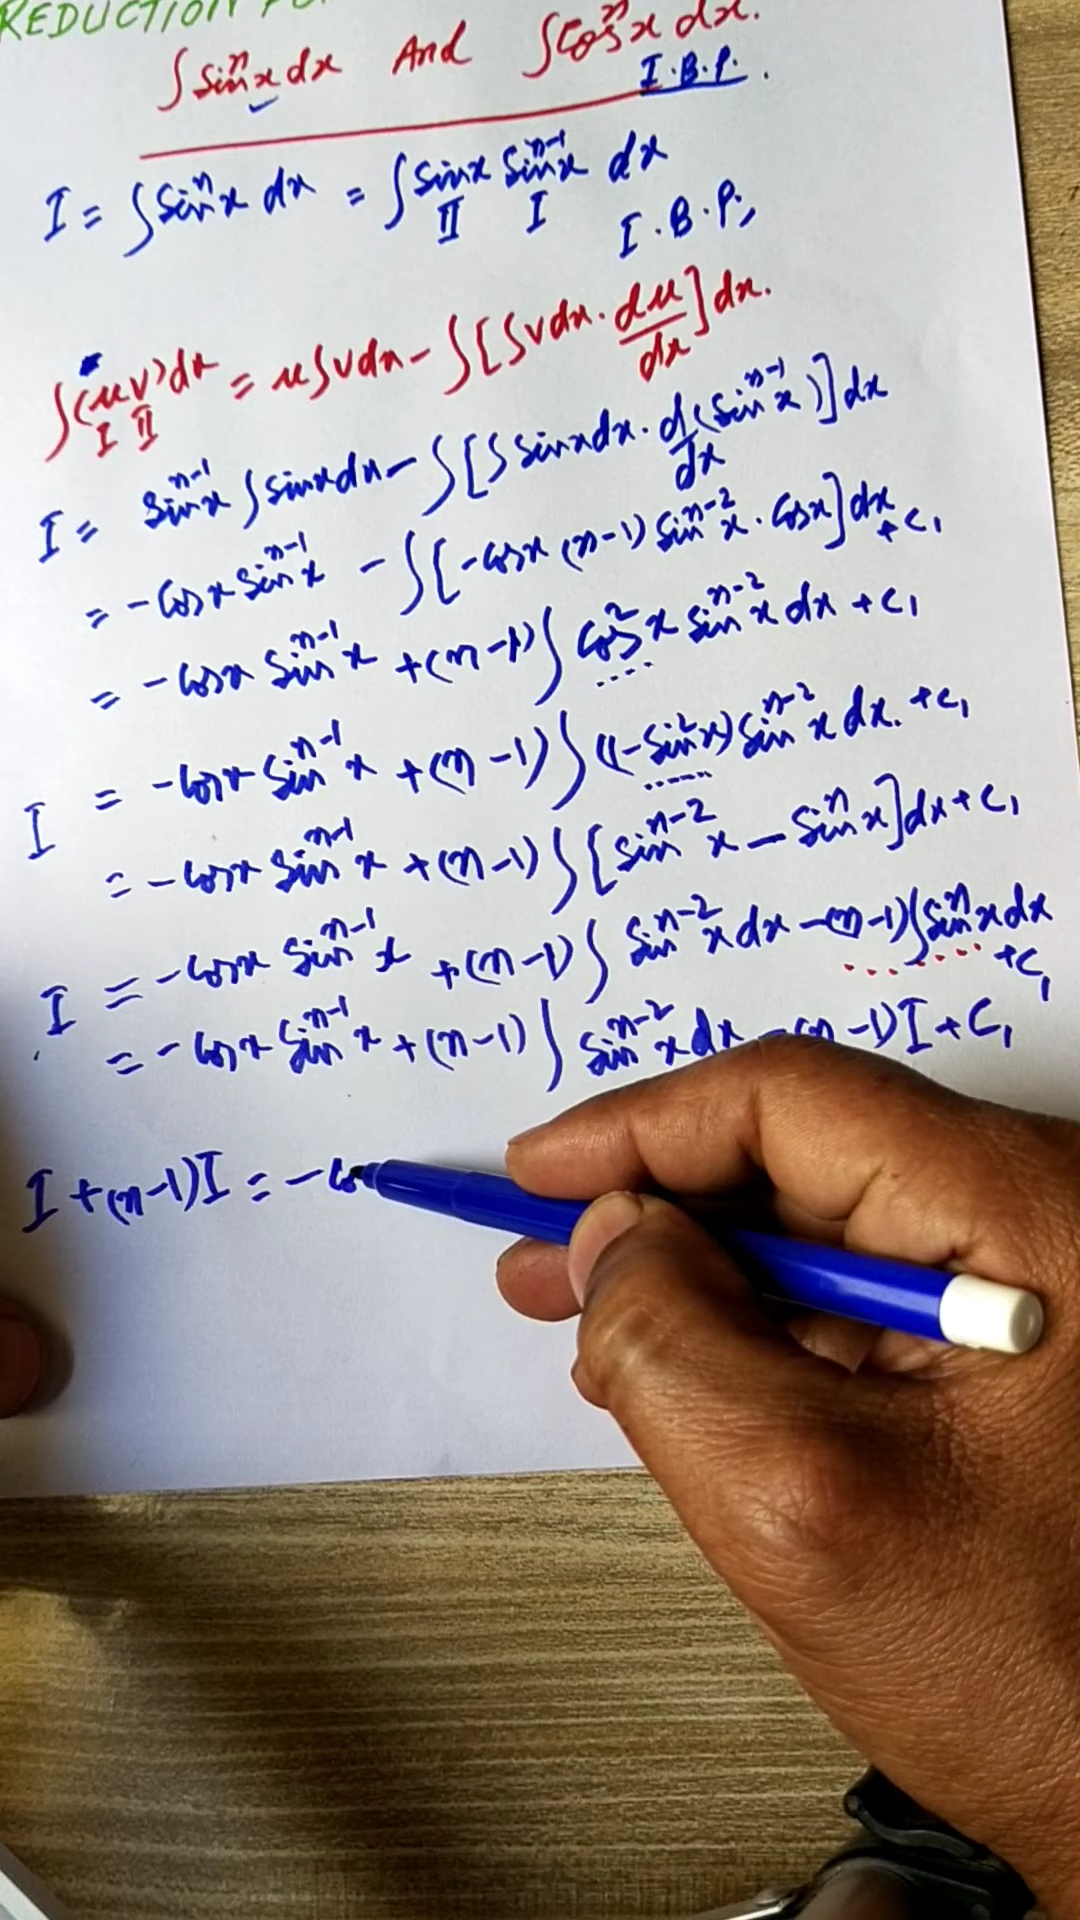 REDUCTION
∫sinⁿx dx And ∫cosⁿx dx.
I.B.P.
I = ∫sinⁿx dx = ∫sinx sinⁿ⁻¹x dx
II I I.B.P.,
∫(uv)dx = u∫vdx - ∫[∫vdx. du/dx]dx.
I II
I = sinⁿ⁻¹x ∫sinxdx - ∫[∫sinxdx. d/dx(sinⁿ⁻¹x)]dx
= -cosx sinⁿ⁻¹x - ∫[-cosx (n-1) sinⁿ⁻²x. cosx]dx + c₁
= -cosx sinⁿ⁻¹x + (n-1)∫cos²x sinⁿ⁻²x dx + c₁
I = -cosx sinⁿ⁻¹x + (n-1)∫(1-sin²x) sinⁿ⁻²x dx. + c₁
= -cosx sinⁿ⁻¹x + (n-1)∫[sinⁿ⁻²x - sinⁿx]dx + c₁
I = -cosx sinⁿ⁻¹x + (n-1)∫sinⁿ⁻²x dx - (n-1)∫sinⁿx dx + c₁
= -cosx sinⁿ⁻¹x + (n-1)∫sinⁿ⁻²x dx - (n-1)I + C₁
I + (n-1)I = -co